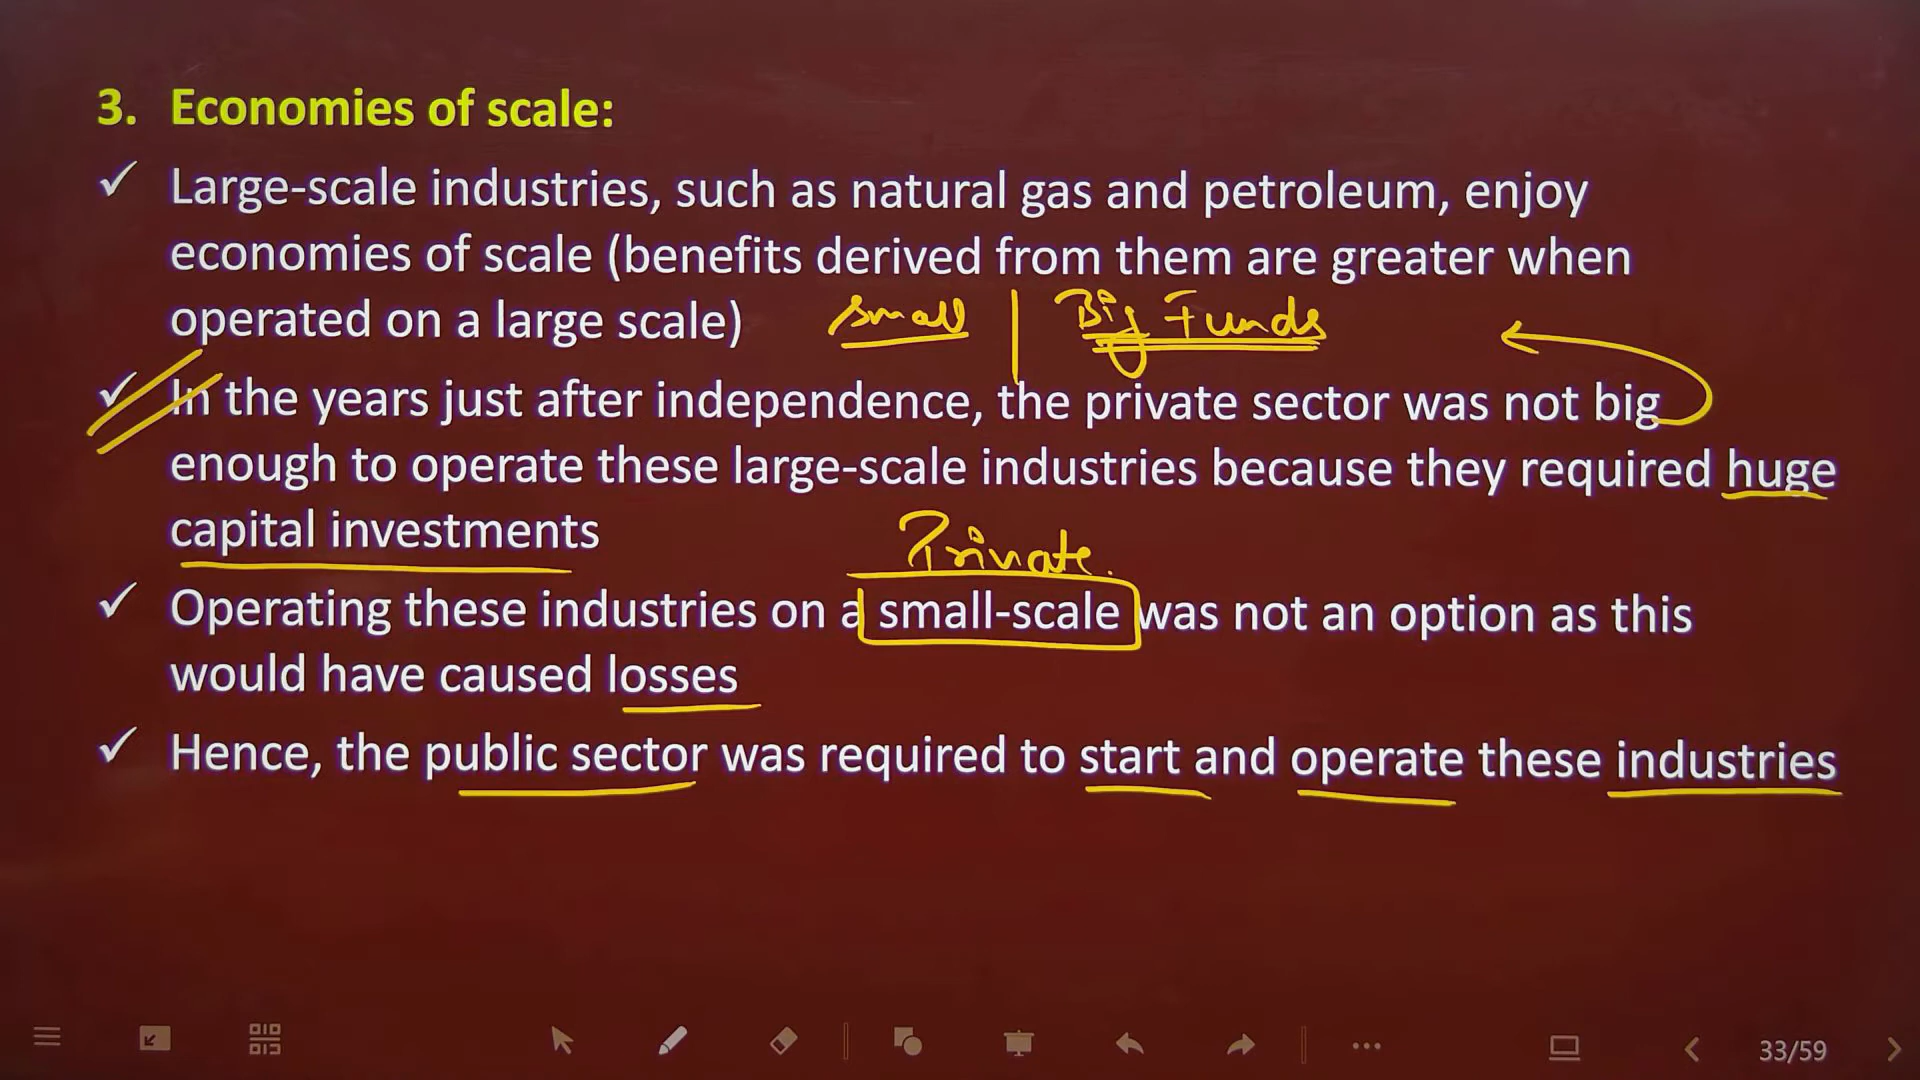 3. Economies of scale:
✓ Large-scale industries, such as natural gas and petroleum, enjoy
economies of scale (benefits derived from them are greater when
operated on a large scale)
small | Big Funds
✓ In the years just after independence, the private sector was not big
enough to operate these large-scale industries because they required huge
capital investments
Private.
✓ Operating these industries on a small-scale was not an option as this
would have caused losses
✓ Hence, the public sector was required to start and operate these industries
33/59